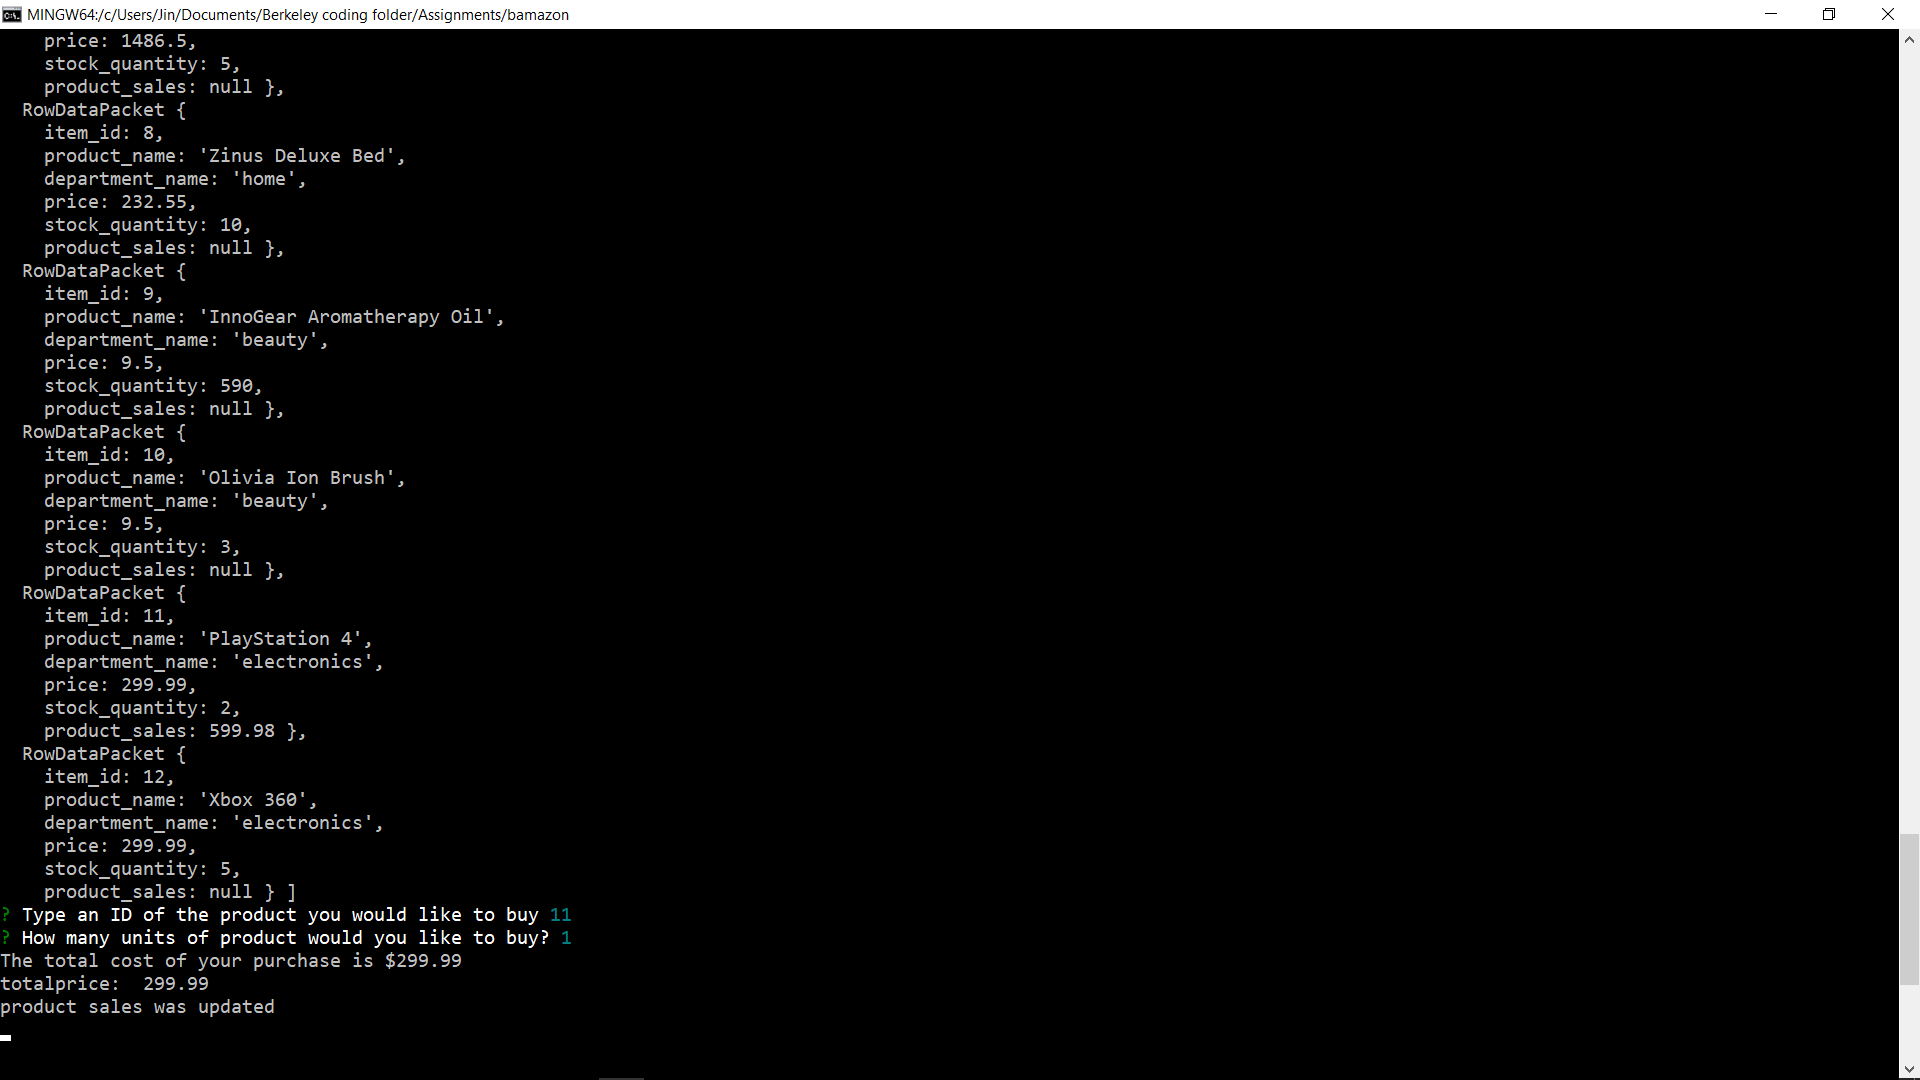 MINGW64:/c/Users/Jin/Documents/Berkeley coding folder/Assignments/bamazon
    price: 1486.5,
    stock_quantity: 5,
    product_sales: null },
  RowDataPacket {
    item_id: 8,
    product_name: 'Zinus Deluxe Bed',
    department_name: 'home',
    price: 232.55,
    stock_quantity: 10,
    product_sales: null },
  RowDataPacket {
    item_id: 9,
    product_name: 'InnoGear Aromatherapy Oil',
    department_name: 'beauty',
    price: 9.5,
    stock_quantity: 590,
    product_sales: null },
  RowDataPacket {
    item_id: 10,
    product_name: 'Olivia Ion Brush',
    department_name: 'beauty',
    price: 9.5,
    stock_quantity: 3,
    product_sales: null },
  RowDataPacket {
    item_id: 11,
    product_name: 'PlayStation 4',
    department_name: 'electronics',
    price: 299.99,
    stock_quantity: 2,
    product_sales: 599.98 },
  RowDataPacket {
    item_id: 12,
    product_name: 'Xbox 360',
    department_name: 'electronics',
    price: 299.99,
    stock_quantity: 5,
    product_sales: null } ]
? Type an ID of the product you would like to buy 11
? How many units of product would you like to buy? 1
The total cost of your purchase is $299.99
totalprice:  299.99
product sales was updated